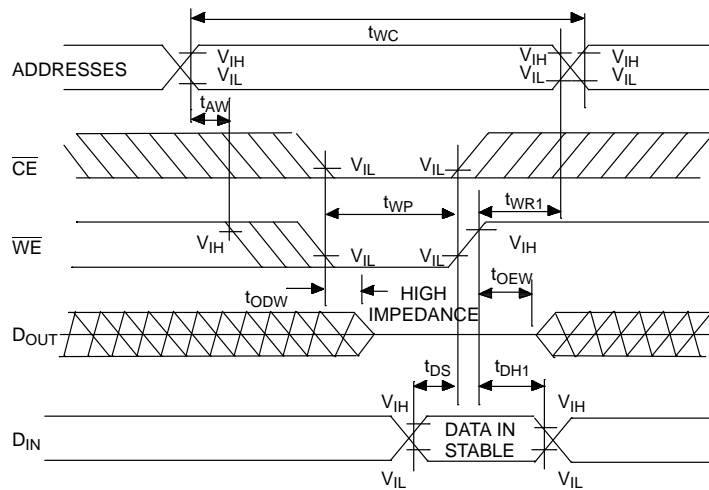 tWC
ADDRESSES
VIH VIH VIH
VIL VIL VIL
tAW
CE
VIL VIL
tWP tWR1
WE
VIH VIL VIL VIH
tODW HIGH IMPEDANCE tOEW
DOUT
tDS tDH1
VIH VIH
DIN DATA IN
STABLE
VIL VIL